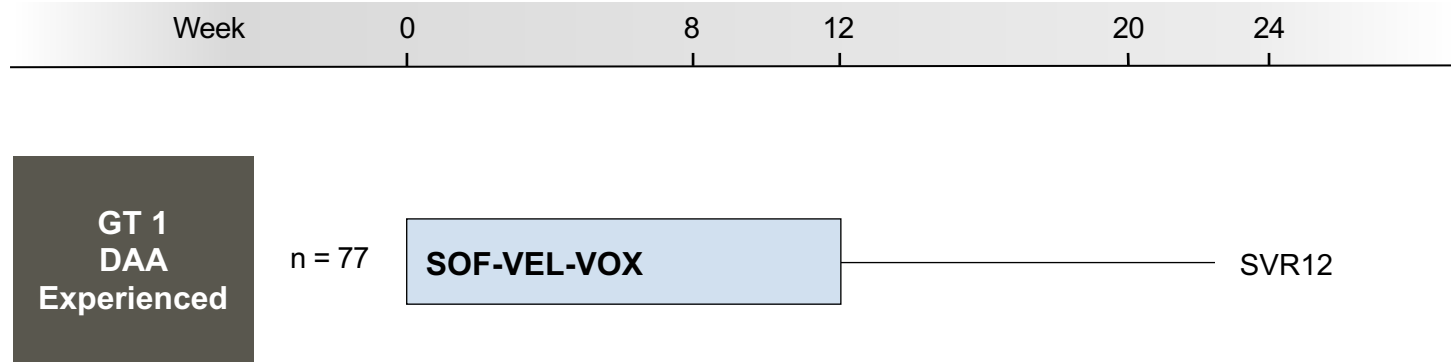 Week 0 8 12 20 24
GT 1
DAA
Experienced
n = 77
SOF-VEL-VOX
SVR12